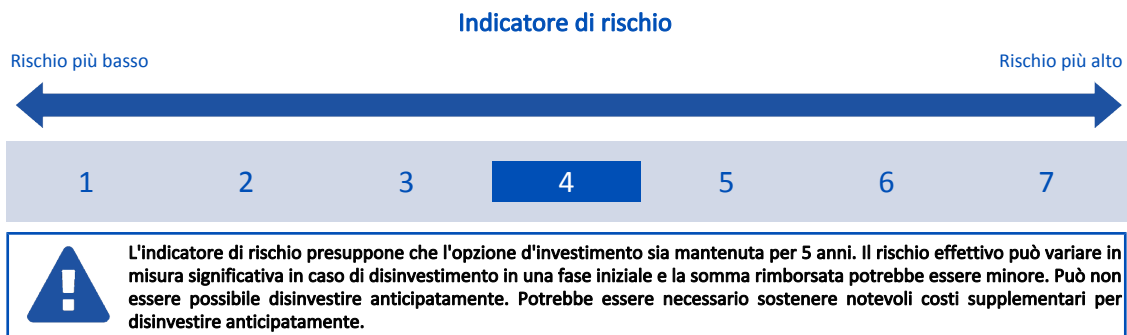 Indicatore di rischio
Rischio più basso Rischio più alto
1 2 3 4 5 6 7
L'indicatore di rischio presuppone che l'opzione d'investimento sia mantenuta per 5 anni. Il rischio effettivo può variare in
misura significativa in caso di disinvestimento in una fase iniziale e la somma rimborsata potrebbe essere minore. Può non
essere possibile disinvestire anticipatamente. Potrebbe essere necessario sostenere notevoli costi supplementari per
disinvestire anticipatamente.